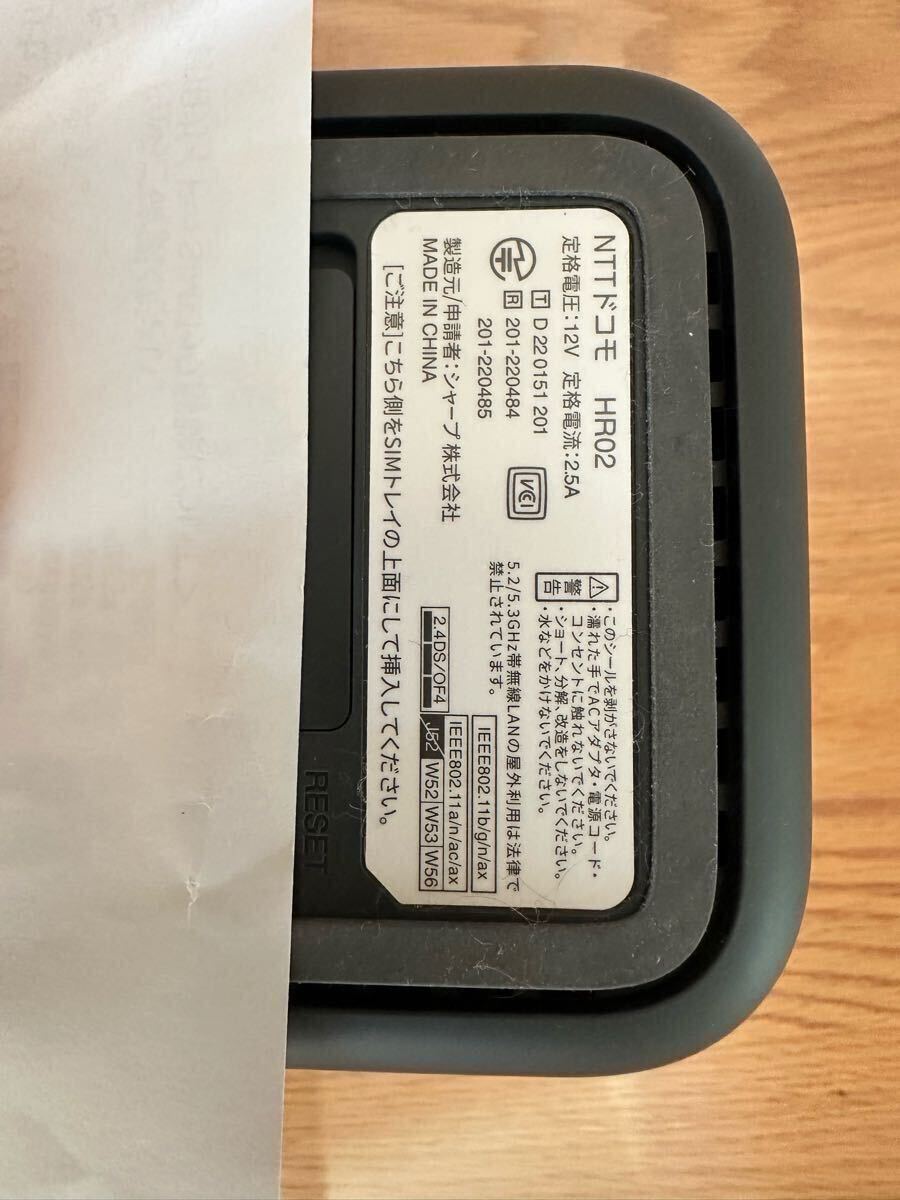 NTTドコモ HR02
定格電圧:12V 定格電流:2.5A
T D 22 0151 201
R 201-220484
201-220485
VCI
製造元/申請者:シャープ株式会社
MADE IN CHINA
警告
・このシールを剥がさないでください。
・濡れた手でACアダプタ・電源コード・
コンセントに触れないでください。
・ショート、分解、改造をしないでください。
・水などをかけないでください。
5.2/5.3GHz帯無線LANの屋外利用は法律で
禁止されています。
2.4DS/OF4
IEEE802.11b/g/n/ax
IEEE802.11a/n/ac/ax
J52 W52 W53 W56
[ご注意]こちら側をSIMトレイの上面にして挿入してください。
RESET